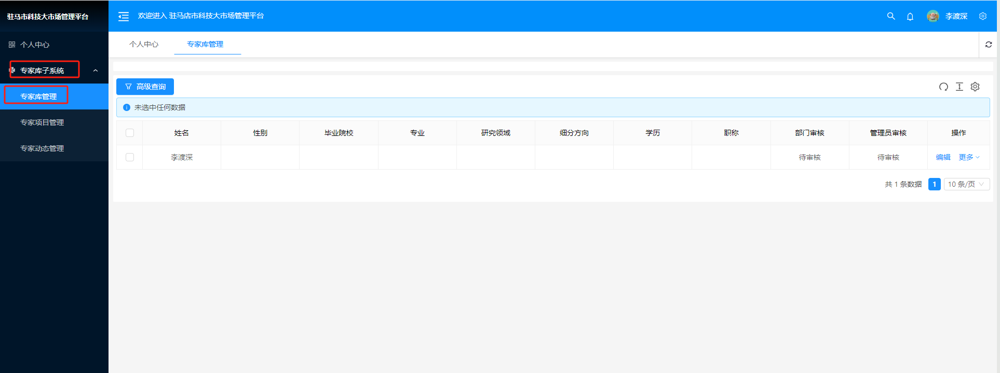 驻马市科技大市场管理平台
欢迎进入 驻马店市科技大市场管理平台
李渡深
个人中心
专家库子系统
专家库管理
专家项目管理
专家动态管理
个人中心
专家库管理
高级查询
未选中任何数据
姓名 性别 毕业院校 专业 研究领域 细分方向 学历 职称 部门审核 管理员审核 操作
李渡深 待审核 待审核 编辑 更多
共 1 条数据 1 10 条/页